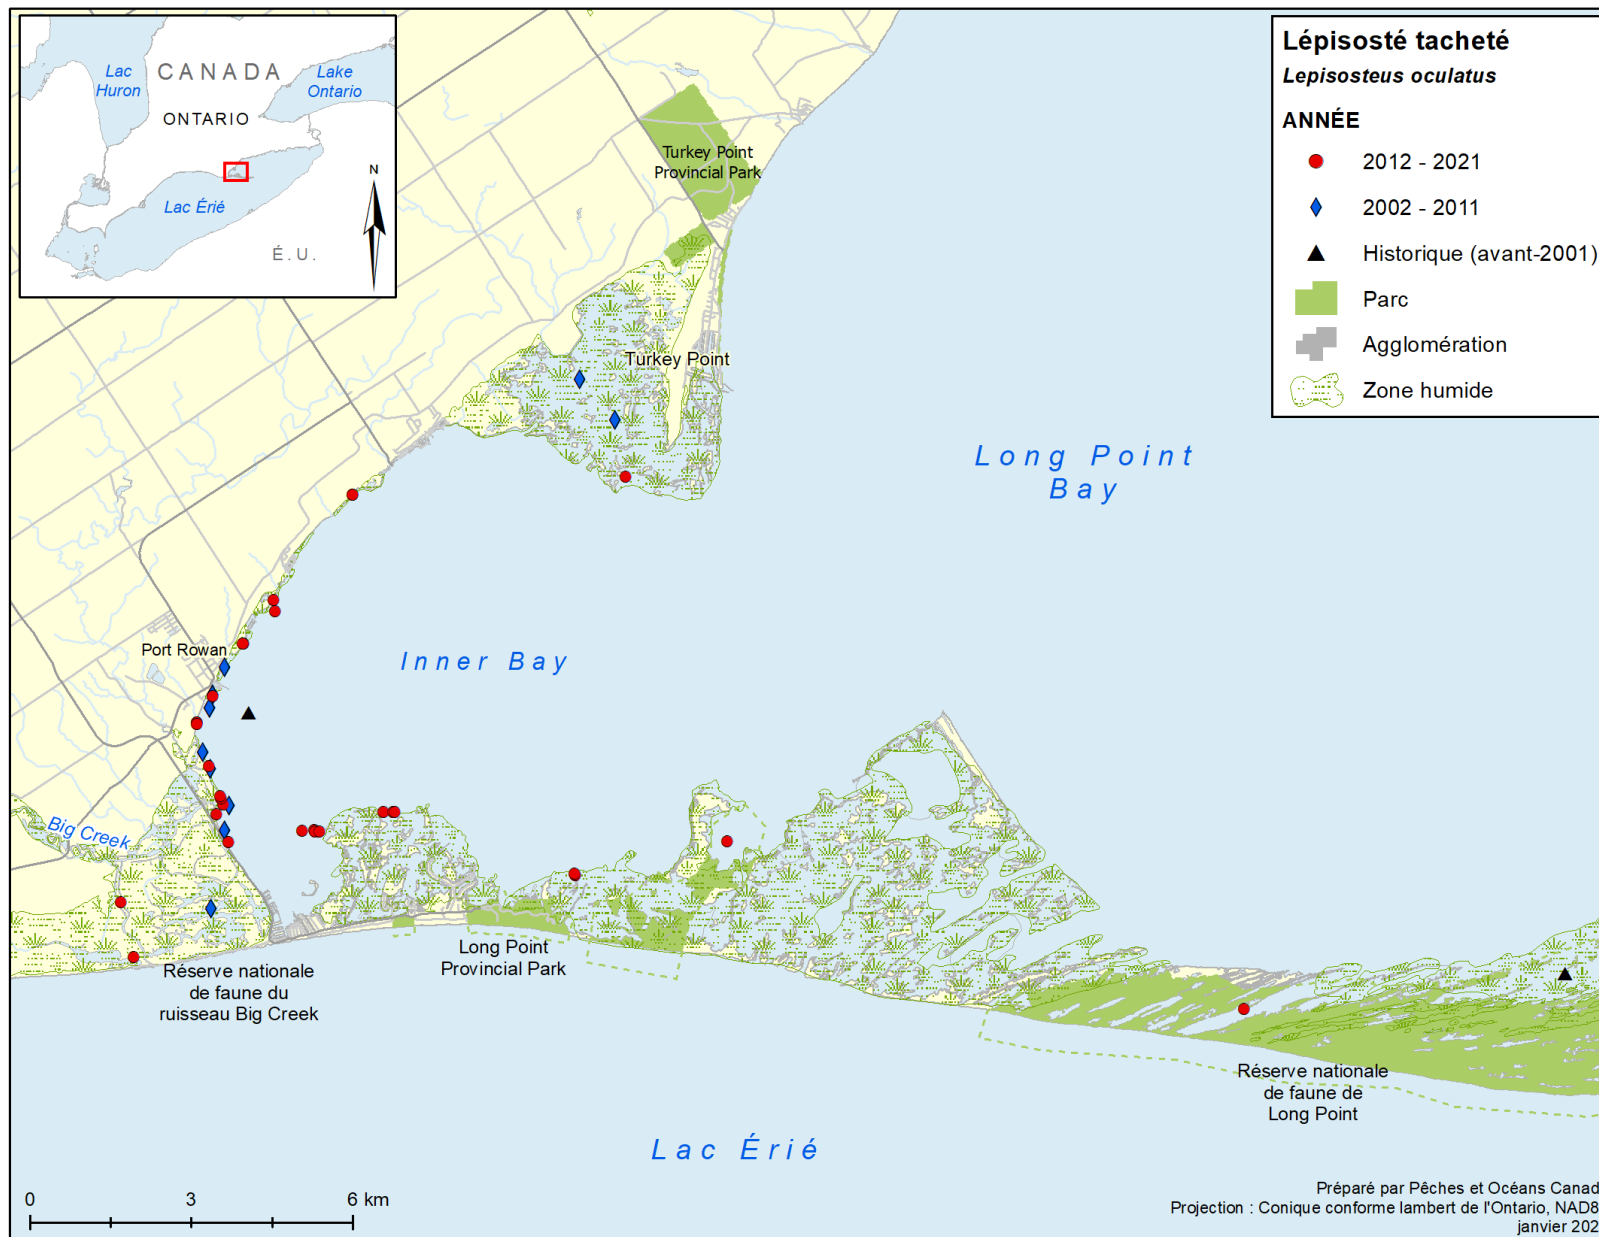 Lac
Huron
CANADA
Lake
Ontario
ONTARIO
Lac Érié
É.U.
N
Lépisosté tacheté
Lepisosteus oculatus
ANNÉE
2012 - 2021
2002 - 2011
Historique (avant-2001)
Parc
Agglomération
Zone humide
Turkey Point
Provincial Park
Turkey Point
Long Point
Bay
Port Rowan
Inner Bay
Big Creek
Long Point
Provincial Park
Réserve nationale
de faune du
ruisseau Big Creek
Réserve nationale
de faune de
Long Point
Lac Érié
0 3 6 km
Préparé par Pêches et Océans Canad
Projection : Conique conforme lambert de l'Ontario, NAD8
janvier 202